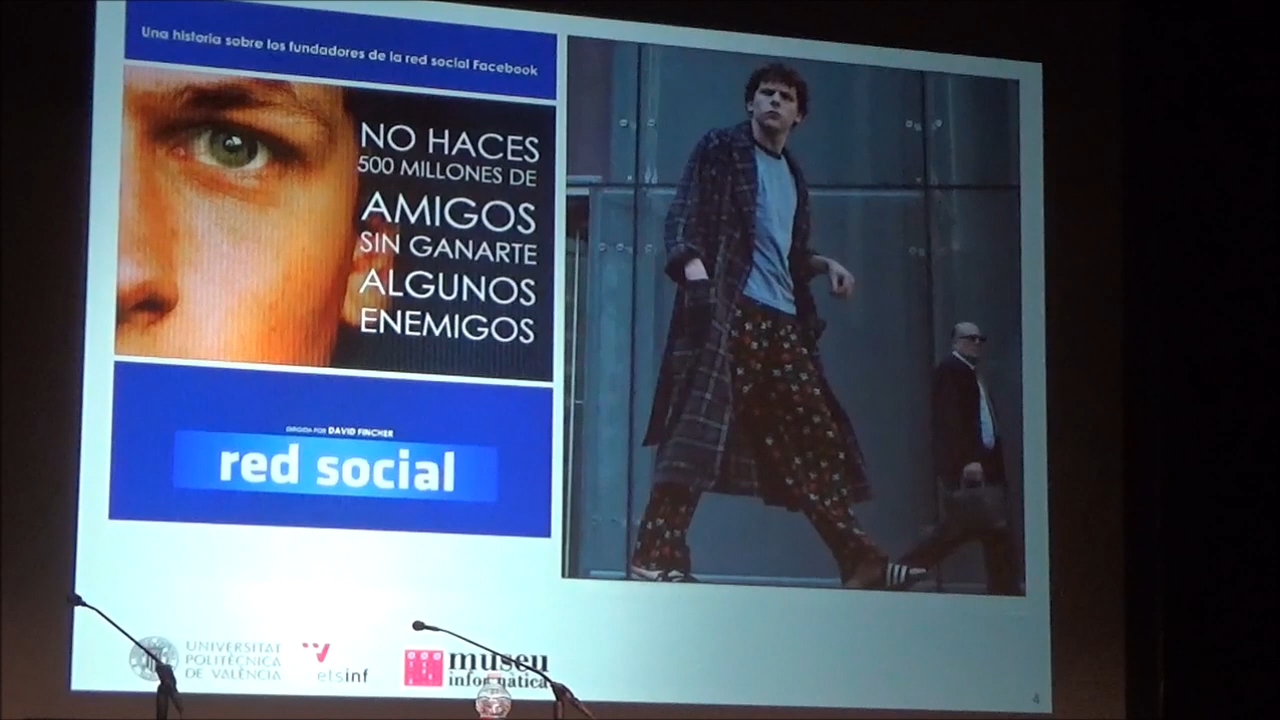 Una historia sobre los fundadores de la red social Facebook
NO HACES
500 MILLONES DE
AMIGOS
SIN GANARTE
ALGUNOS
ENEMIGOS
DIRIGIDA POR DAVID FINCHER
red social
UNIVERSITAT
POLITÈCNICA
DE VALÈNCIA
etsinf
museu
informàtica
4